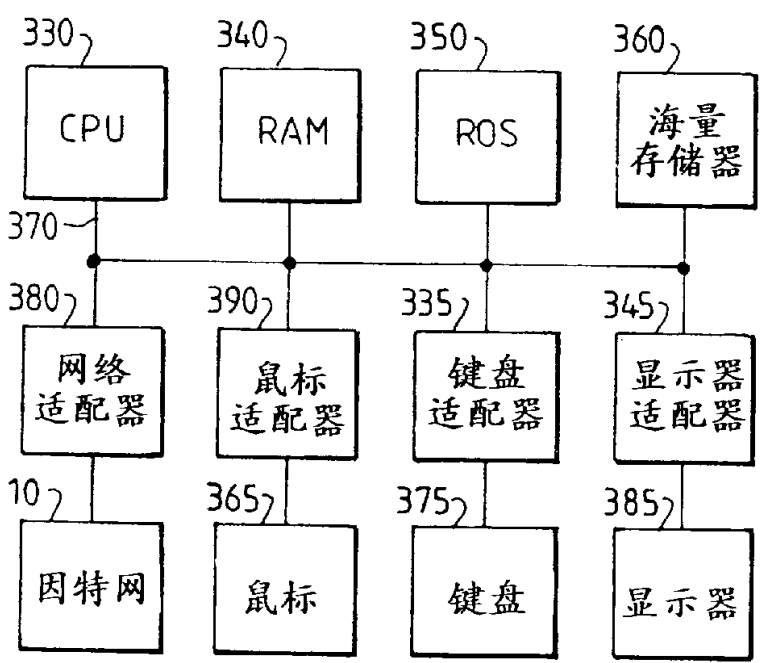 330
340
350
360
CPU
RAM
ROS
海量
存储器
370
380
390
335
345
网络
适配器
鼠标
适配器
键盘
适配器
显示器
适配器
10
365
375
385
因特网
鼠标
键盘
显示器